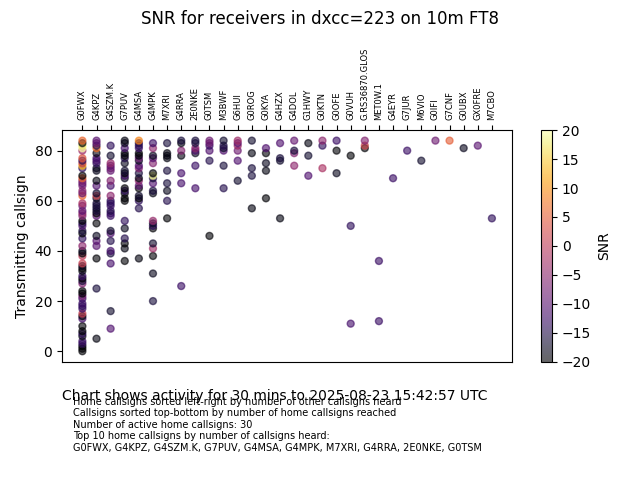 SNR for receivers in dxcc=223 on 10m FT8
G0FWX
G4KPZ
G4SZM.K
G7PUV
G4MSA
G4MPK
M7XRI
G4RRA
2E0NKE
G0TSM
M3BWF
G6HUI
G0ROG
G0KYA
G4HZX
G4DOL
G1HWY
G0KTN
G0OFE
G0VUH
G.RS36870.GLOS
MET0W.1
G4EYR
G7JUR
M6VIO
G0IFI
G7CNF
G0UBX
GX0FRE
M7CBO
Transmitting callsign
80
60
40
20
0
20
15
10
5
0
−5
−10
−15
−20
SNR
Chart shows activity for 30 mins to 2025-08-23 15:42:57 UTC
Home callsigns sorted left-right by number of other callsigns heard
Callsigns sorted top-bottom by number of home callsigns reached
Number of active home callsigns: 30
Top 10 home callsigns by number of callsigns heard:
G0FWX, G4KPZ, G4SZM.K, G7PUV, G4MSA, G4MPK, M7XRI, G4RRA, 2E0NKE, G0TSM